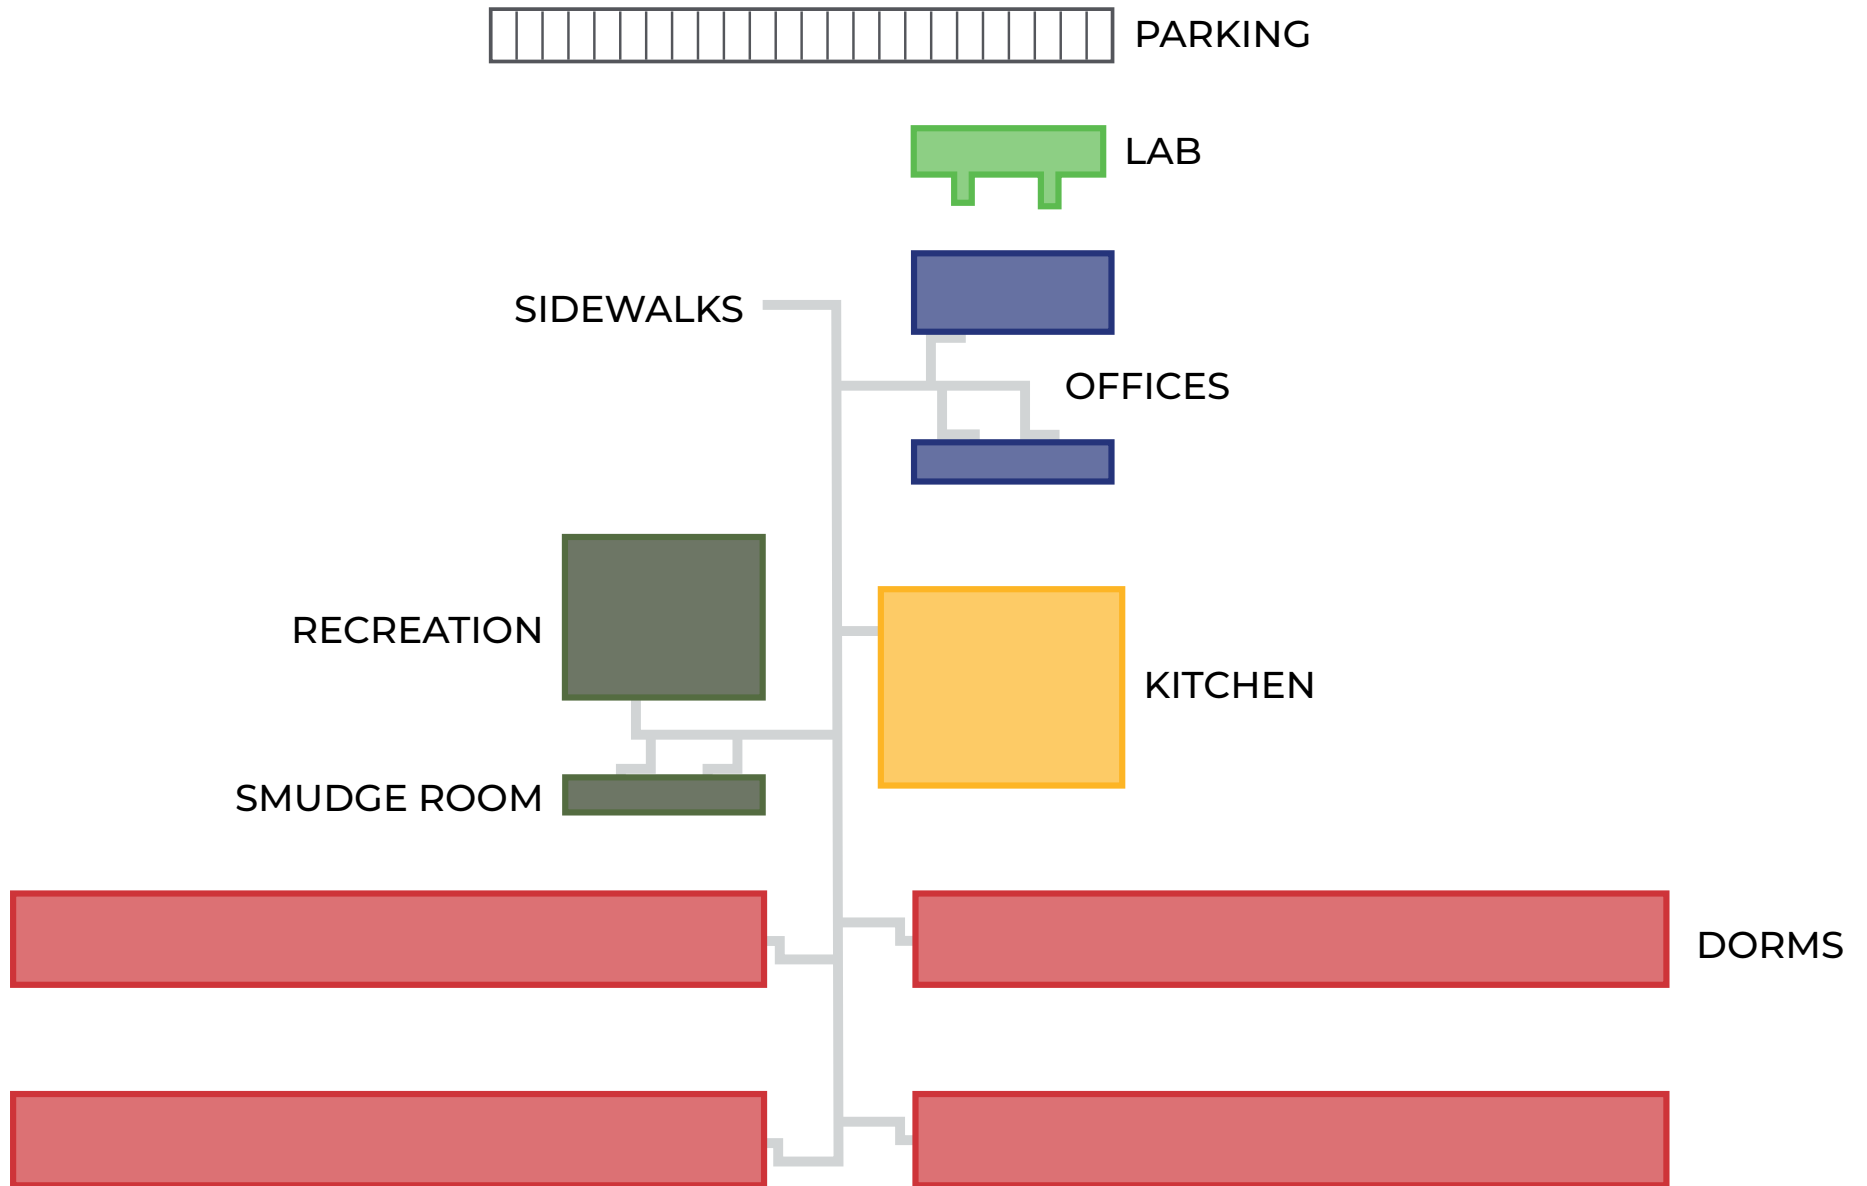 PARKING
LAB
SIDEWALKS
OFFICES
RECREATION
KITCHEN
SMUDGE ROOM
DORMS